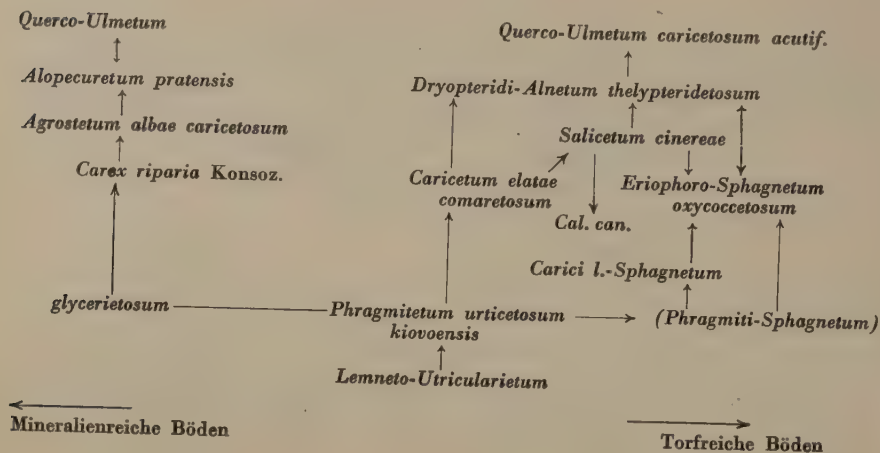 Querco-Ulmetum
Querco-Ulmetum caricetosum acutif.
Alopecuretum pratensis
Dryopteridi-Alnetum thelypteridetosum
Agrostetum albae caricetosum
Salicetum cinereae
Carex riparia Konsoz.
Caricetum elatae
comaretosum
Eriophoro-Sphagnetum
oxycoccetosum
Cal. can.
Carici l.-Sphagnetum
glycerietosum
Phragmitetum urticetosum
kiovoensis
(Phragmiti-Sphagnetum)
Lemneto-Utricularietum
Mineralienreiche Böden
Torfreiche Böden